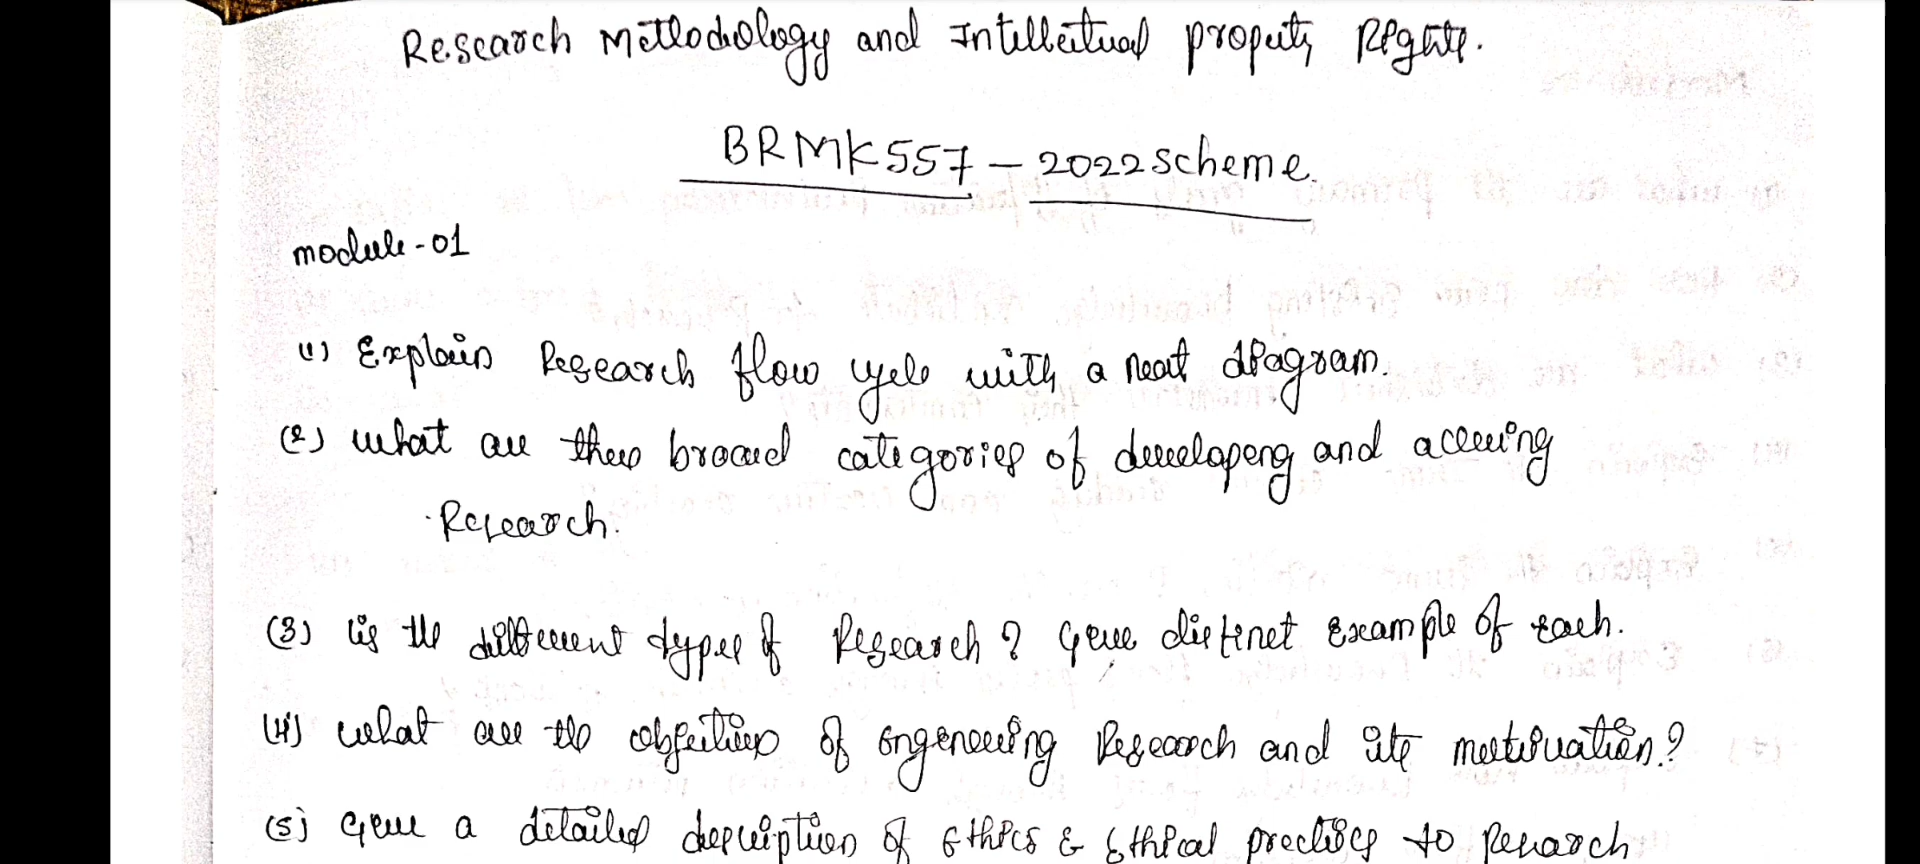 Research Methodology and Intellectual property Rights.
BRMK557 - 2022 scheme.
module-01
(1) Explain Research flow cycle with a neat diagram.
(2) what are three broad categories of developing and accessing
Research.
(3) lis the different types of Research? Give distinct Example of each.
(4) what are the objectives of Engineering Research and its motivation?
(5) Give a detailed description of Ethics & Ethical practices to Research